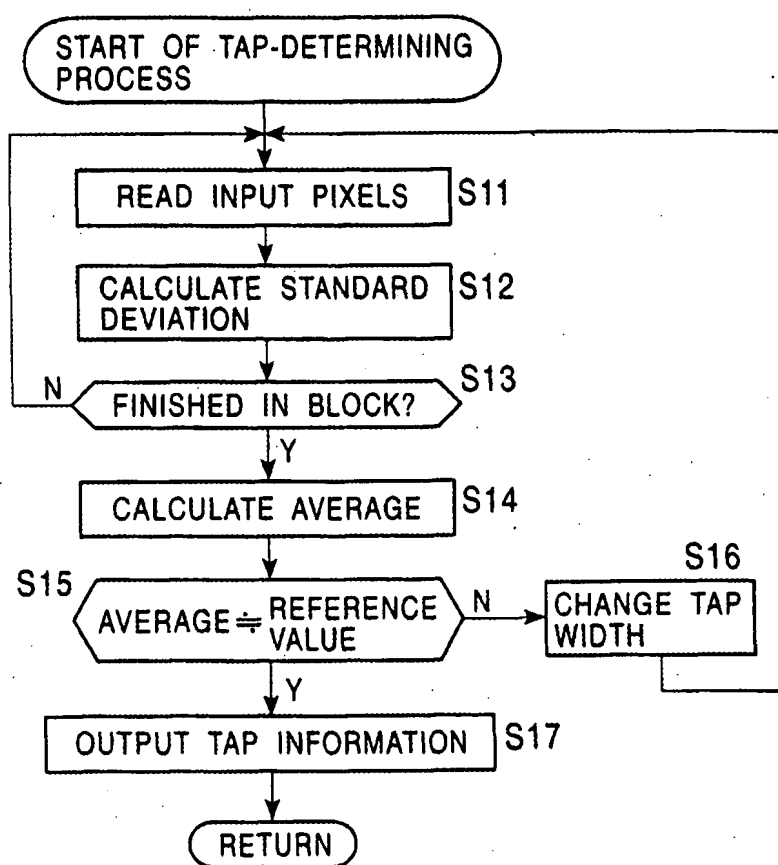 START OF TAP-DETERMINING
PROCESS
READ INPUT PIXELS
S11
CALCULATE STANDARD
DEVIATION
S12
S13
N
FINISHED IN BLOCK?
Y
CALCULATE AVERAGE
S14
S15
AVERAGE ≒ REFERENCE
VALUE
N
S16
CHANGE TAP
WIDTH
Y
OUTPUT TAP INFORMATION
S17
RETURN